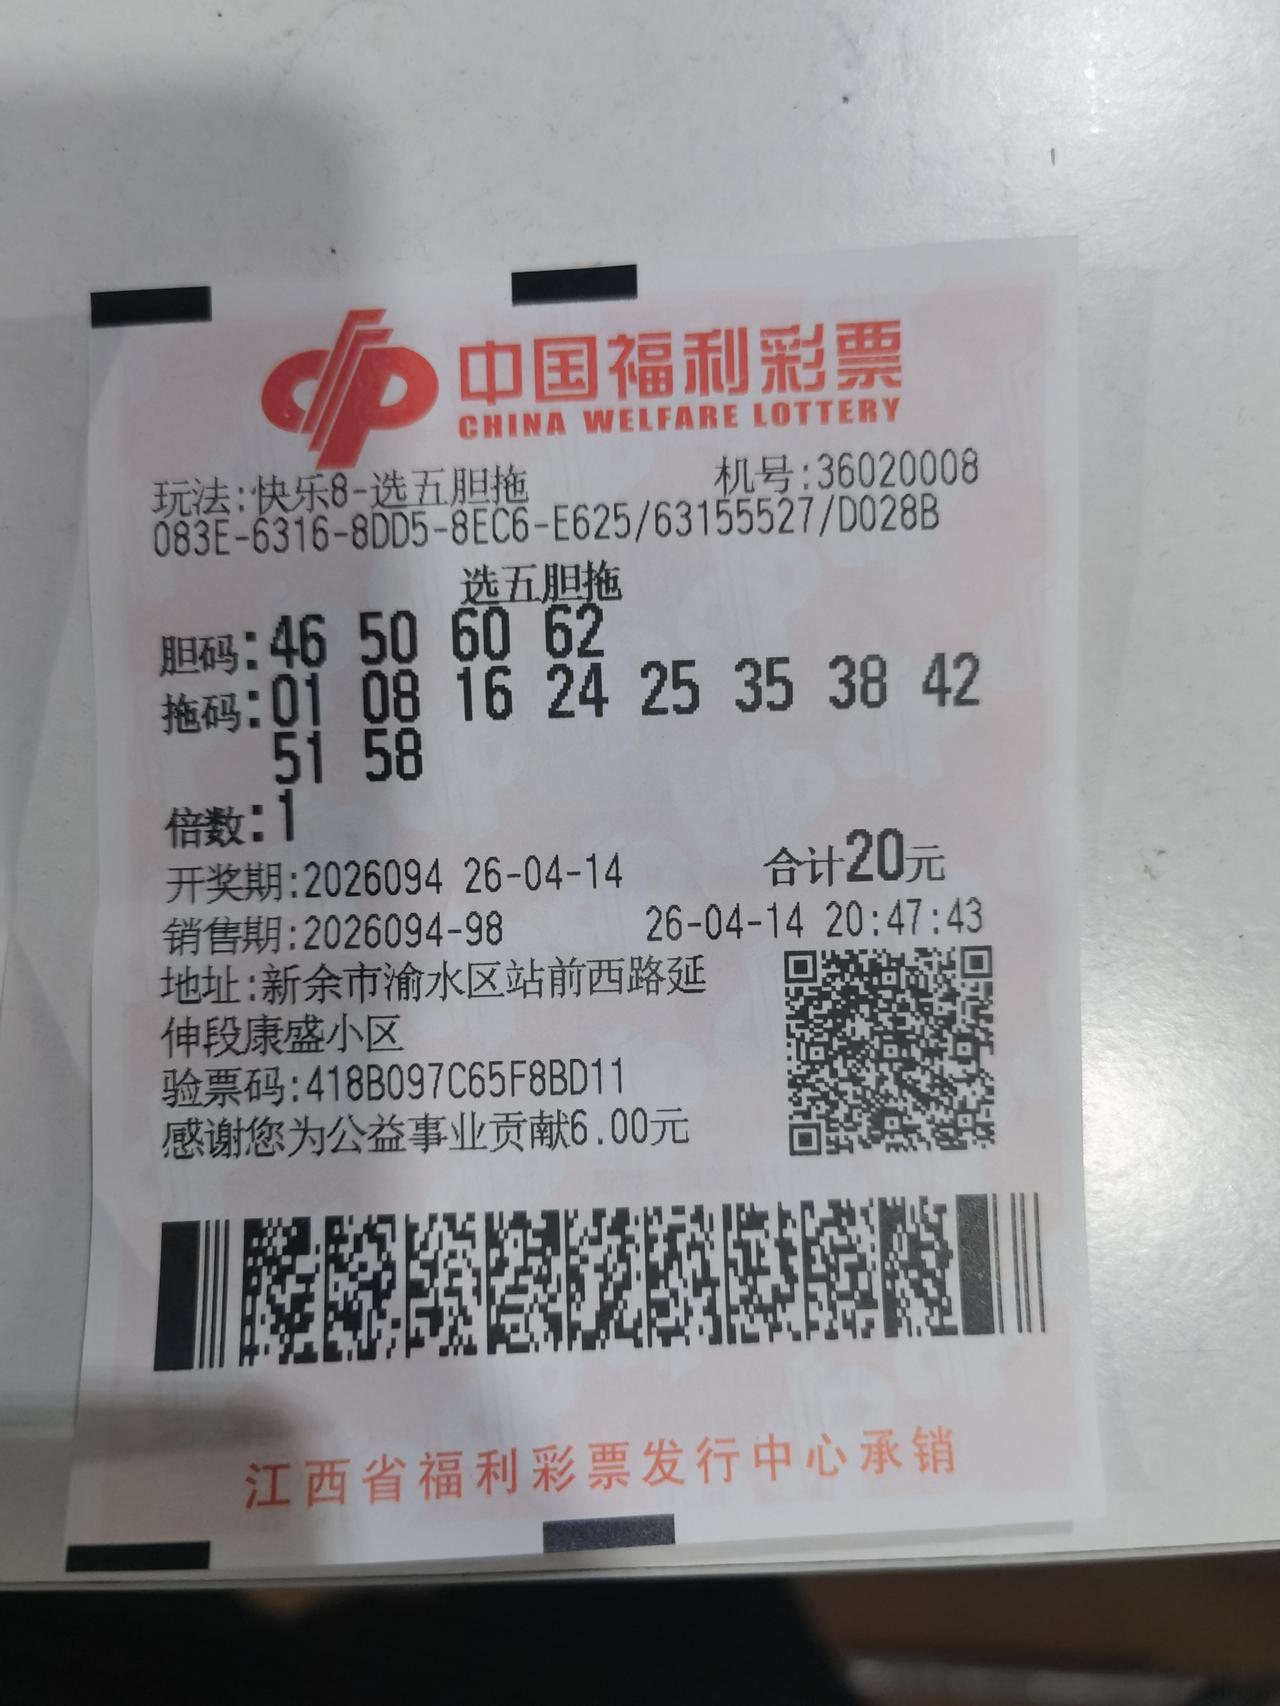 中国福利彩票
CHINA WELFARE LOTTERY
玩法:快乐8-选五胆拖 机号:36020008
083E-6316-8DD5-8EC6-E625/63155527/D028B
选五胆拖
胆码:46 50 60 62
拖码:01 08 16 24 25 35 38 42
51 58
倍数:1
开奖期:2026094 26-04-14 合计20元
销售期:2026094-98 26-04-14 20:47:43
地址:新余市渝水区站前西路延
伸段康盛小区
验票码:418B097C65F8BD11
感谢您为公益事业贡献6.00元
江西省福利彩票发行中心承销